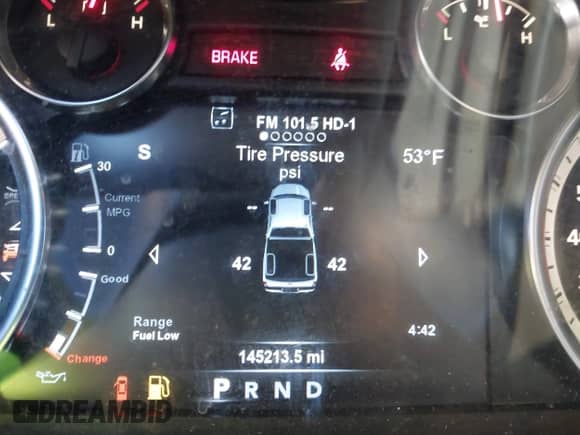 L H
L H
BRAKE
FM 101.5 HD-1
S
Tire Pressure
53°F
psi
30
Current
MPG
-- --
0
42 42
Good
Range
Fuel Low
4:42
Change
145213.5 mi
P R N D
DREAMBID